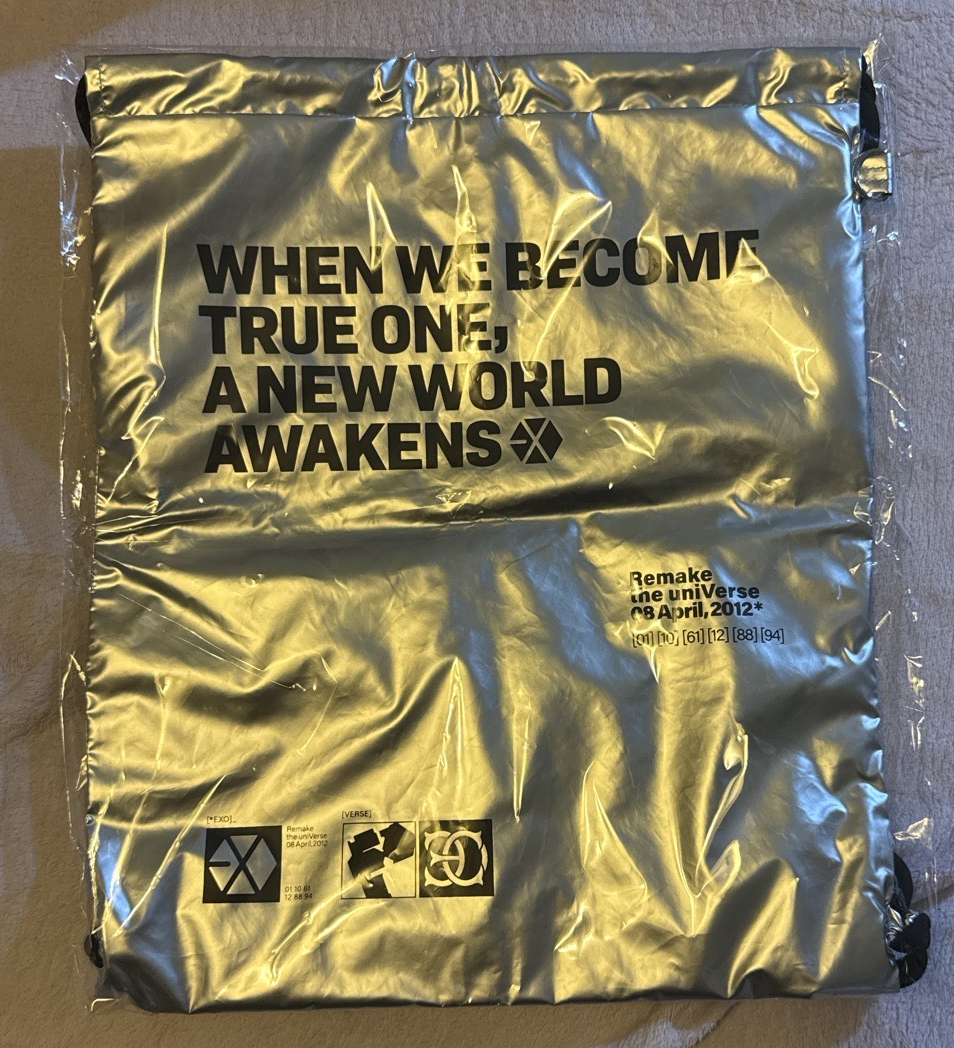 WHEN WE BECOME
TRUE ONE,
A NEW WORLD
AWAKENS
Remake
the uniVerse
08 April, 2012*
[01] [10] [61] [12] [88] [94]
[*EXO]_
EXO
Remake
the uniVerse
08 April, 2012
01 10 61
12 88 94
[VERSE]